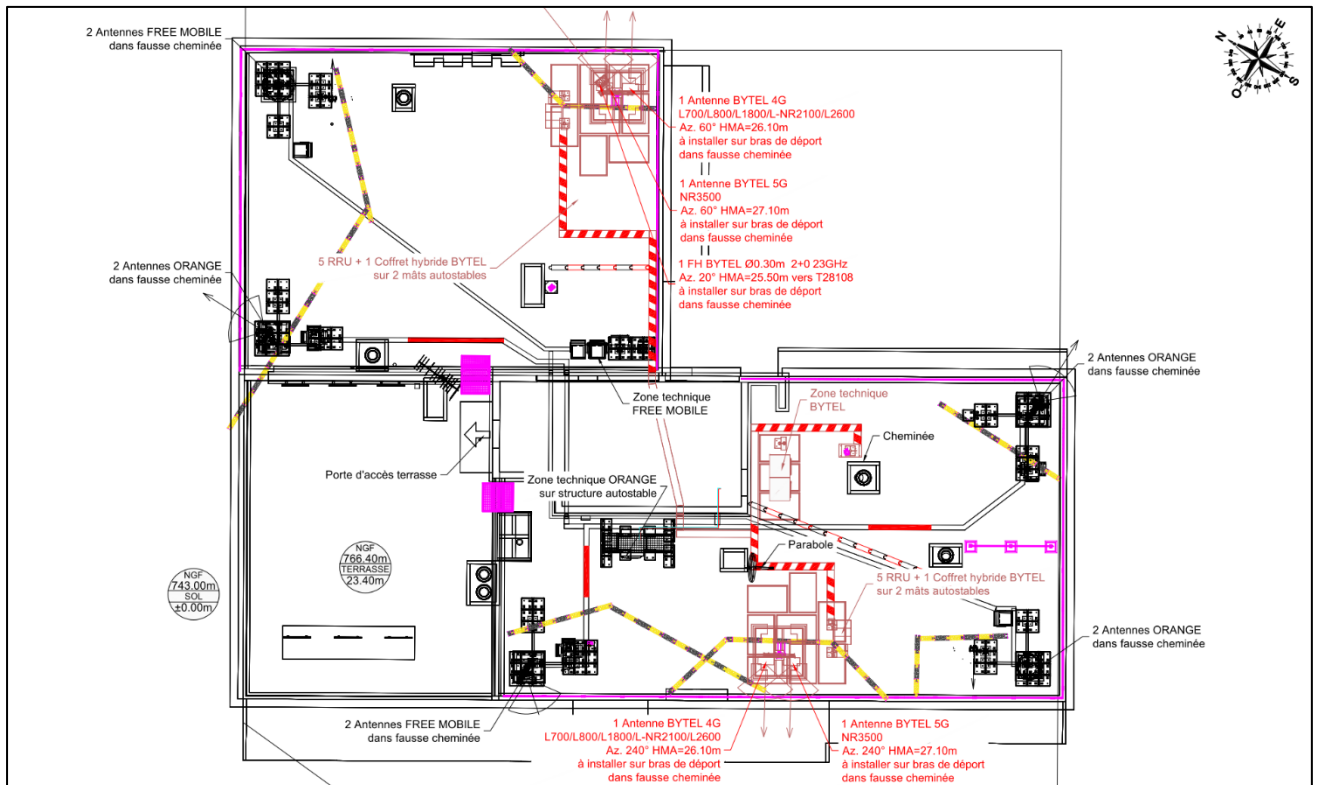 2 Antennes FREE MOBILE
dans fausse cheminée
N
E
S
O
1 Antenne BYTEL 4G
L700/L800/L1800/L-NR2100/L2600
Az. 60° HMA=26.10m
à installer sur bras de déport
dans fausse cheminée
1 Antenne BYTEL 5G
NR3500
Az. 60° HMA=27.10m
à installer sur bras de déport
dans fausse cheminée
1 FH BYTEL Ø0.30m 2+0 23GHz
Az. 20° HMA=25.50m vers T28108
à installer sur bras de déport
dans fausse cheminée
5 RRU + 1 Coffret hybride BYTEL
sur 2 mâts autostables
2 Antennes ORANGE
dans fausse cheminée
2 Antennes ORANGE
dans fausse cheminée
Zone technique
FREE MOBILE
Zone technique
BYTEL
Cheminée
Porte d'accès terrasse
Zone technique ORANGE
sur structure autostable
Parabole
NGF
766.40m
TERRASSE
23.40m
NGF
743.00m
SOL
±0.00m
5 RRU + 1 Coffret hybride BYTEL
sur 2 mâts autostables
2 Antennes ORANGE
dans fausse cheminée
2 Antennes FREE MOBILE
dans fausse cheminée
1 Antenne BYTEL 4G
L700/L800/L1800/L-NR2100/L2600
Az. 240° HMA=26.10m
à installer sur bras de déport
dans fausse cheminée
1 Antenne BYTEL 5G
NR3500
Az. 240° HMA=27.10m
à installer sur bras de déport
dans fausse cheminée